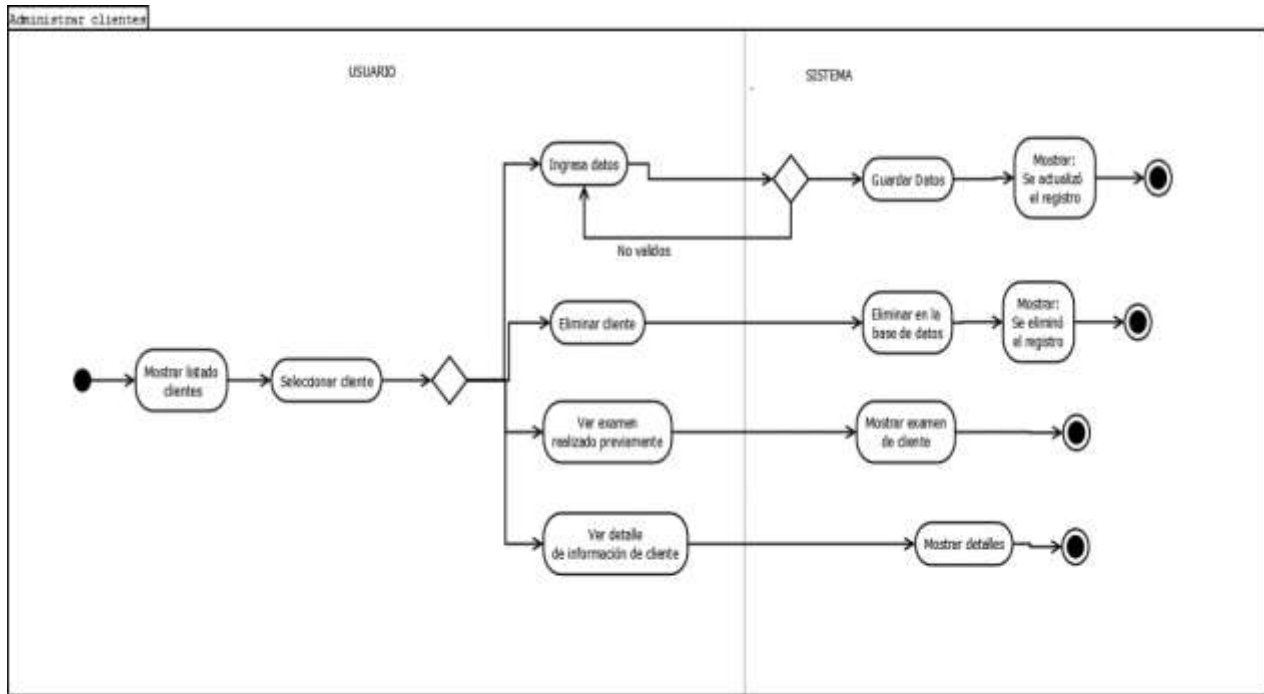 Administrar clientes
USUARIO
SISTEMA
Ingresa datos
Guardar Datos
Mostrar:
Se actualizó
el registro
No validos
Eliminar cliente
Eliminar en la
base de datos
Mostrar:
Se eliminó
el registro
Mostrar listado
clientes
Seleccionar cliente
Ver examen
realizado previamente
Mostrar examen
de cliente
Ver detalle
de información de cliente
Mostrar detalles